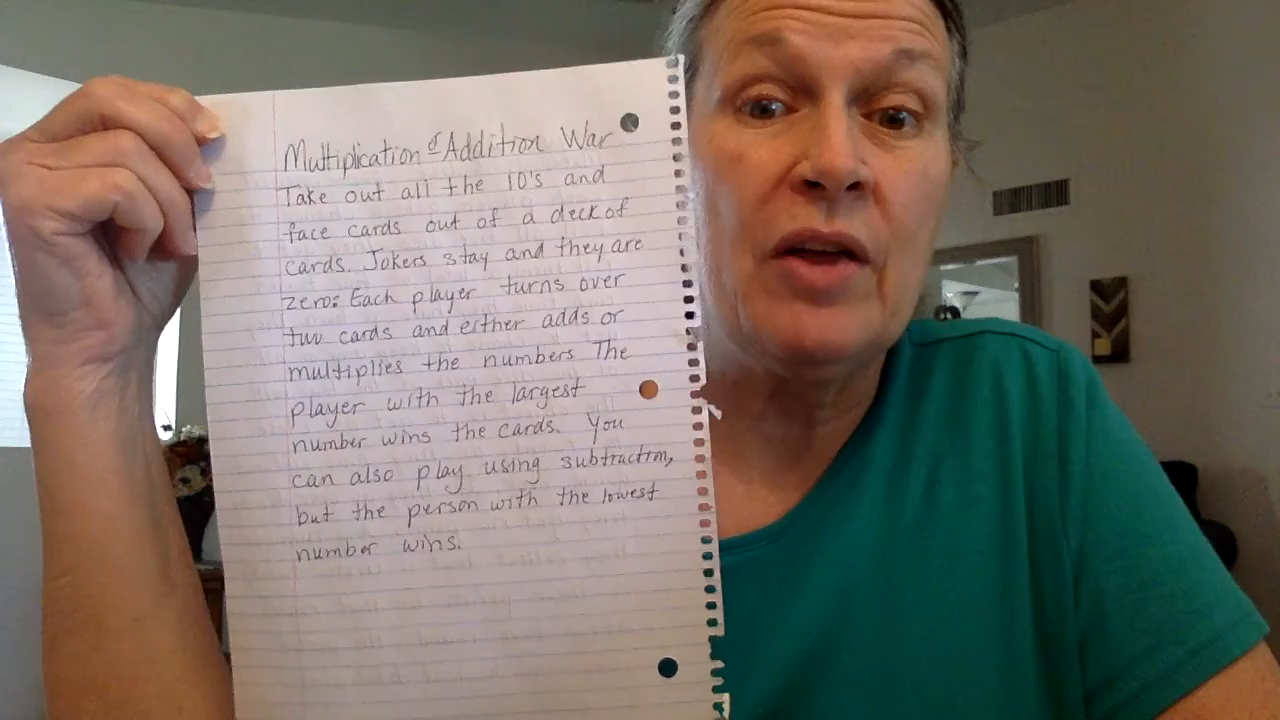 Multiplication or Addition War
Take out all the 10's and
face cards out of a deck of
cards. Jokers stay and they are
zero. Each player turns over
two cards and either adds or
multiplies the numbers The
player with the largest
number wins the cards. You
can also play using subtraction,
but the person with the lowest
number wins.